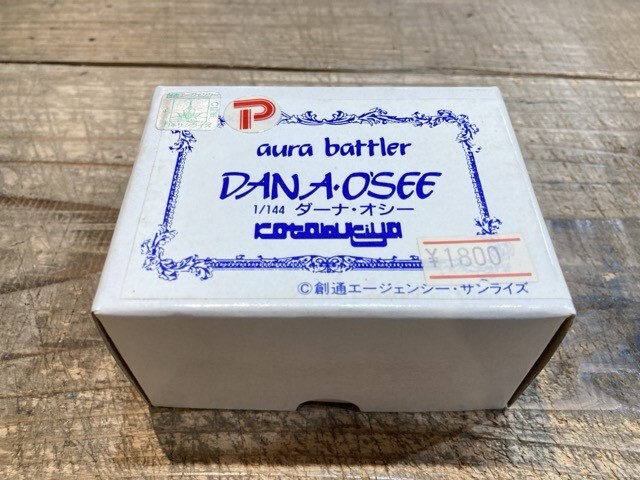 P
aura battler
DANA・O'SEE
1/144 ダーナ・オシー
kotobukiya
¥1800
©創通エージェンシー・サンライズ